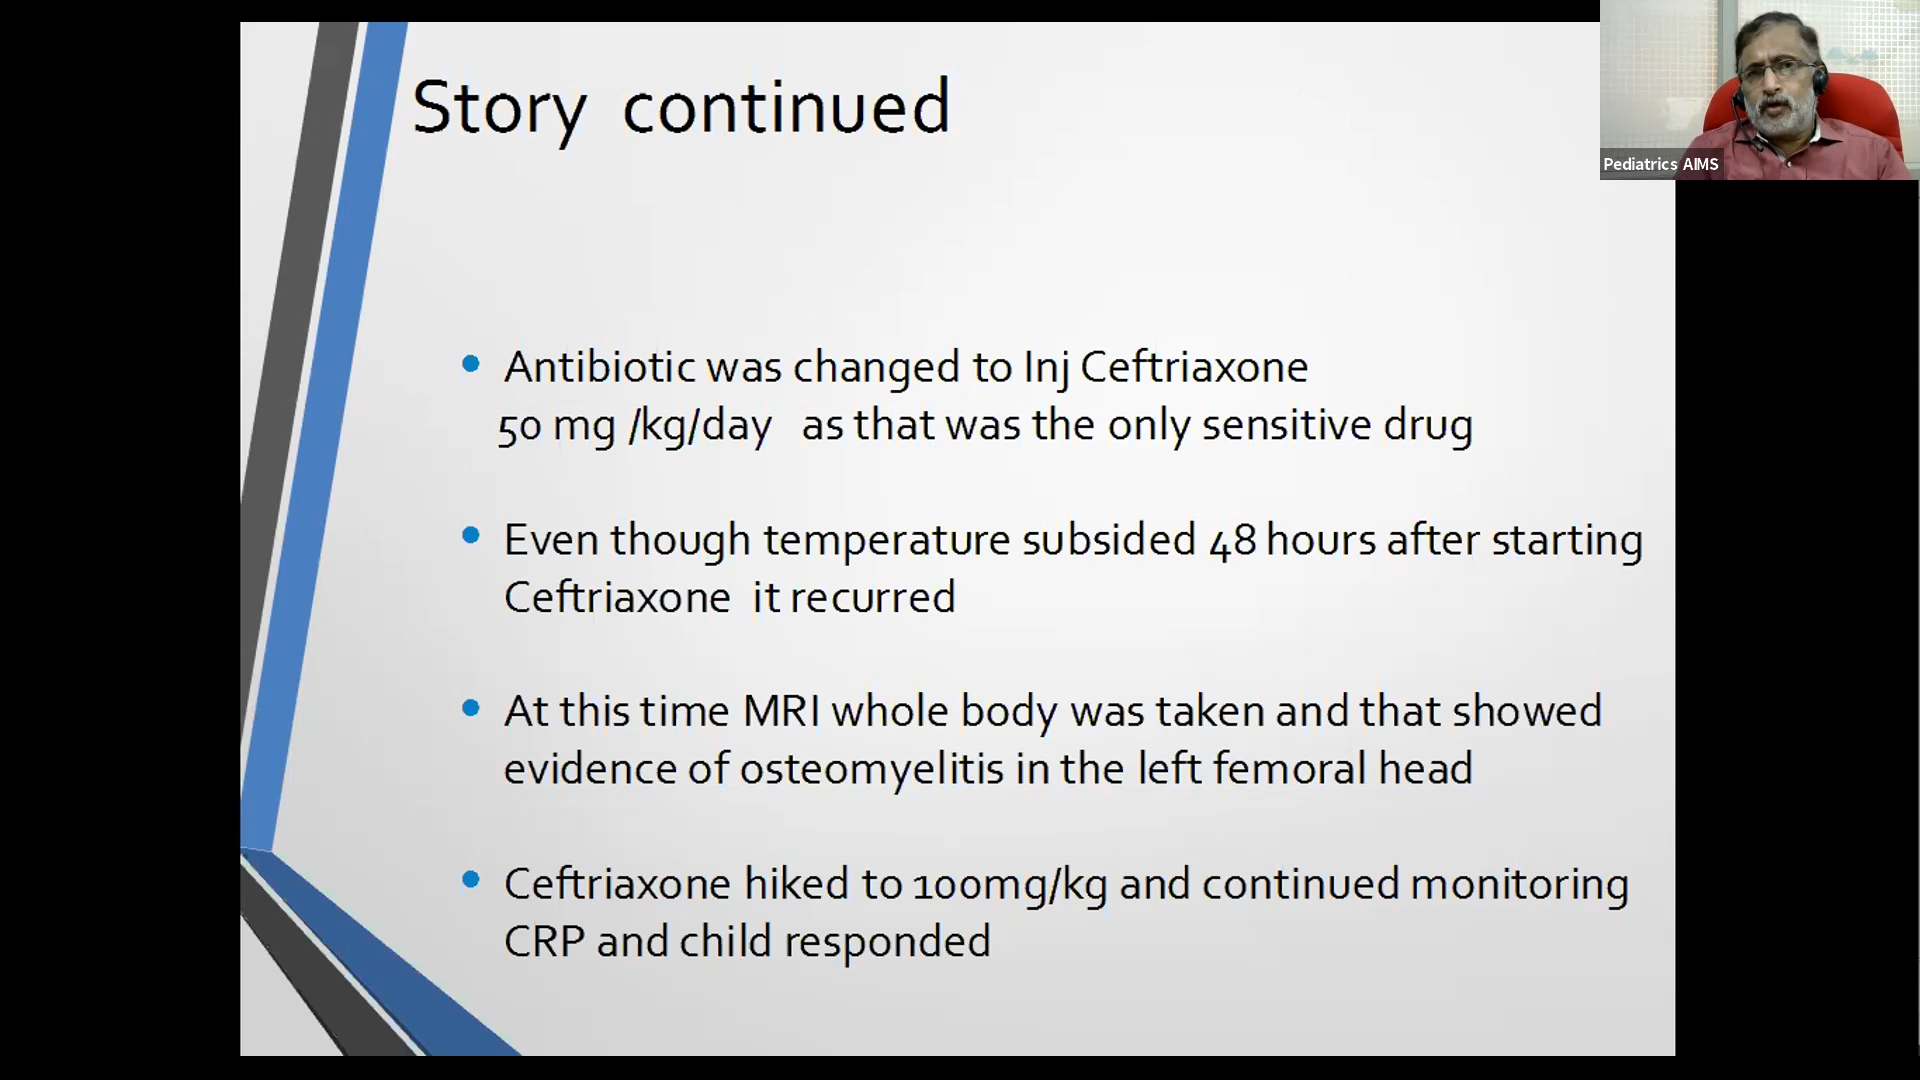 Story continued
Pediatrics AIMS
• Antibiotic was changed to Inj Ceftriaxone
50 mg /kg/day as that was the only sensitive drug
• Even though temperature subsided 48 hours after starting
Ceftriaxone it recurred
• At this time MRI whole body was taken and that showed
evidence of osteomyelitis in the left femoral head
• Ceftriaxone hiked to 100mg/kg and continued monitoring
CRP and child responded